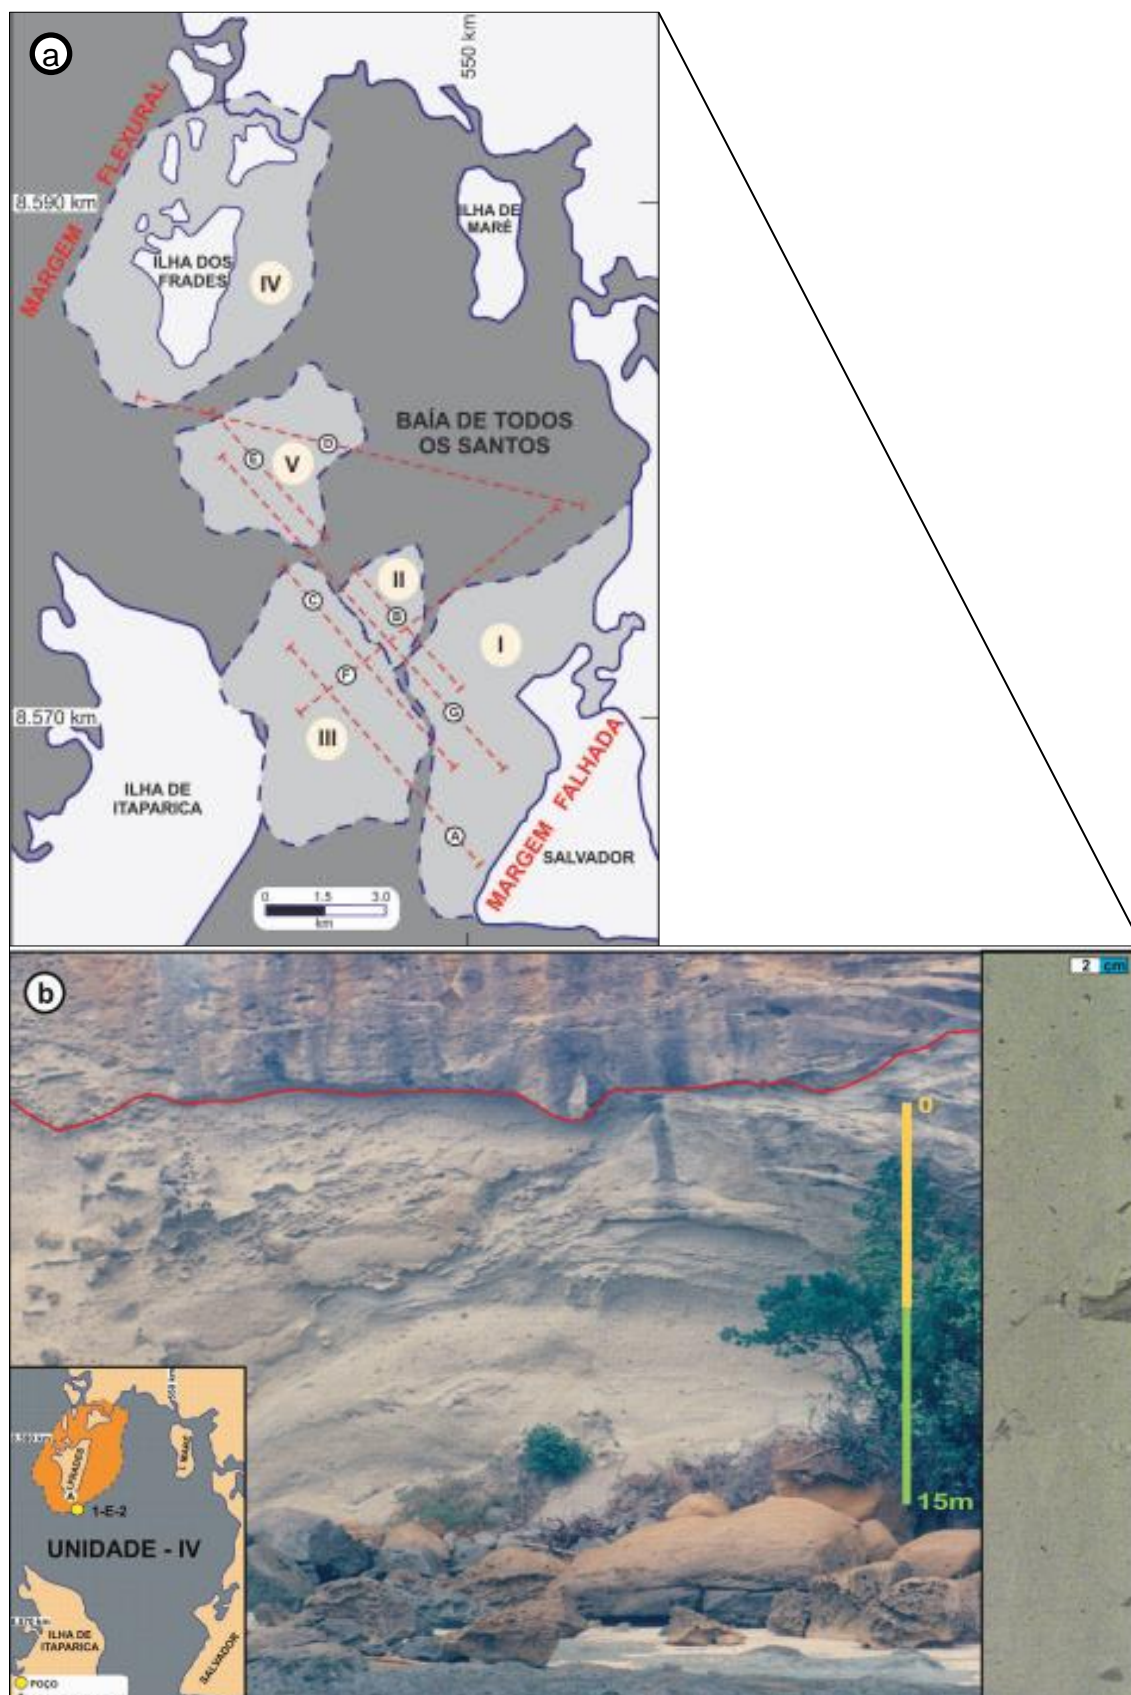 a
550 km
MARGEM FLEXURAL
8.590 km
ILHA DE
MARÉ
ILHA DOS
FRADES
IV
BAÍA DE TODOS
OS SANTOS
D
E
V
II
C
B
I
F
G
8.570 km
III
MARGEM FALHADA
ILHA DE
ITAPARICA
A
SALVADOR
0 1.5 3.0
km
b
2 cm
0
15m
I.FRADES
I.MARÉ
1-E-2
UNIDADE - IV
ILHA DE
ITAPARICA
SALVADOR
POÇO